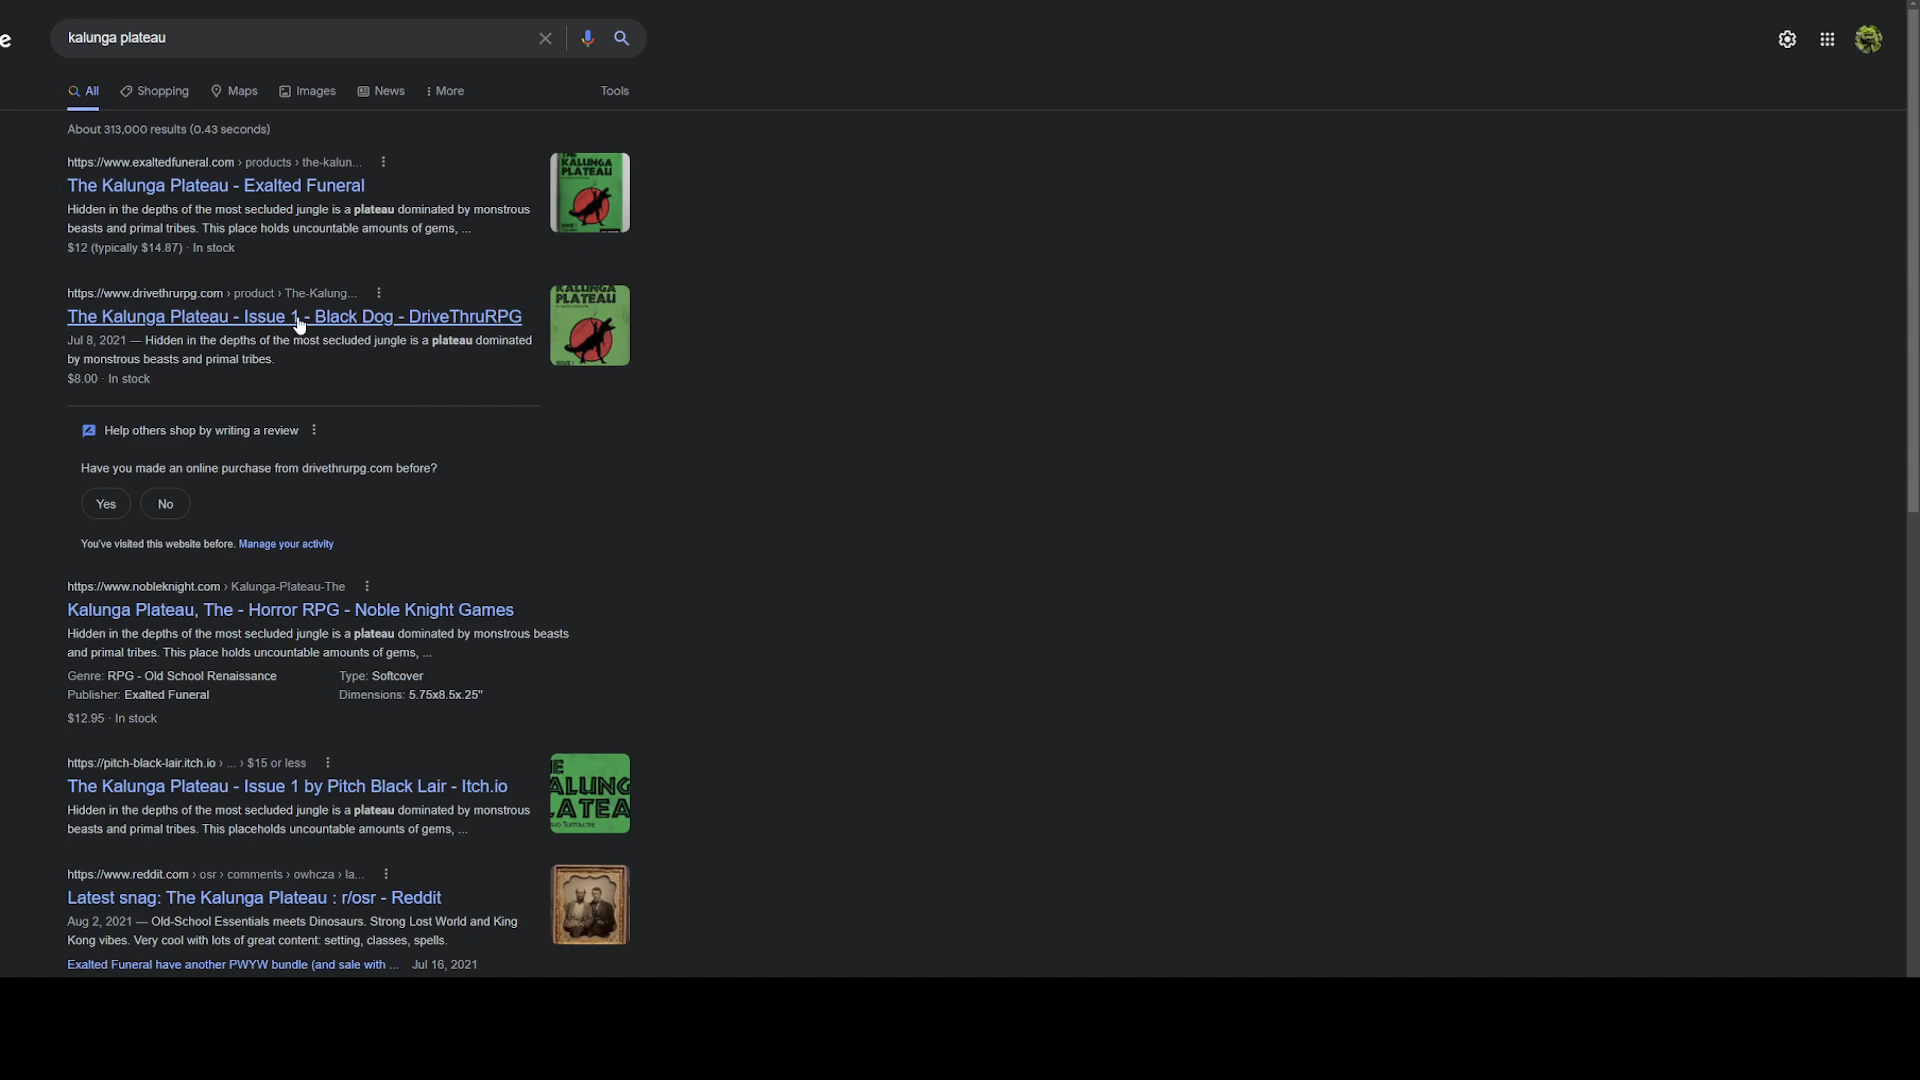 e
kalunga plateau
All Shopping Maps Images News More Tools
About 313,000 results (0.43 seconds)
https://www.exaltedfuneral.com › products › the-kalun...
The Kalunga Plateau - Exalted Funeral
Hidden in the depths of the most secluded jungle is a plateau dominated by monstrous
beasts and primal tribes. This place holds uncountable amounts of gems, ...
$12 (typically $14.87) · In stock
KALUNGA
PLATEAU
https://www.drivethrurpg.com › product › The-Kalung...
The Kalunga Plateau - Issue 1 - Black Dog - DriveThruRPG
Jul 8, 2021 — Hidden in the depths of the most secluded jungle is a plateau dominated
by monstrous beasts and primal tribes.
$8.00 · In stock
KALUNGA
PLATEAU
Help others shop by writing a review
Have you made an online purchase from drivethrurpg.com before?
Yes No
You've visited this website before. Manage your activity
https://www.nobleknight.com › Kalunga-Plateau-The
Kalunga Plateau, The - Horror RPG - Noble Knight Games
Hidden in the depths of the most secluded jungle is a plateau dominated by monstrous beasts
and primal tribes. This place holds uncountable amounts of gems, ...
Genre: RPG - Old School Renaissance Type: Softcover
Publisher: Exalted Funeral Dimensions: 5.75x8.5x.25"
$12.95 · In stock
https://pitch-black-lair.itch.io › ... › $15 or less
The Kalunga Plateau - Issue 1 by Pitch Black Lair - Itch.io
Hidden in the depths of the most secluded jungle is a plateau dominated by monstrous
beasts and primal tribes. This placeholds uncountable amounts of gems, ...
E
ALUNG
LATEA
https://www.reddit.com › osr › comments › owhcza › la...
Latest snag: The Kalunga Plateau : r/osr - Reddit
Aug 2, 2021 — Old-School Essentials meets Dinosaurs. Strong Lost World and King
Kong vibes. Very cool with lots of great content: setting, classes, spells.
Exalted Funeral have another PWYW bundle (and sale with ... Jul 16, 2021